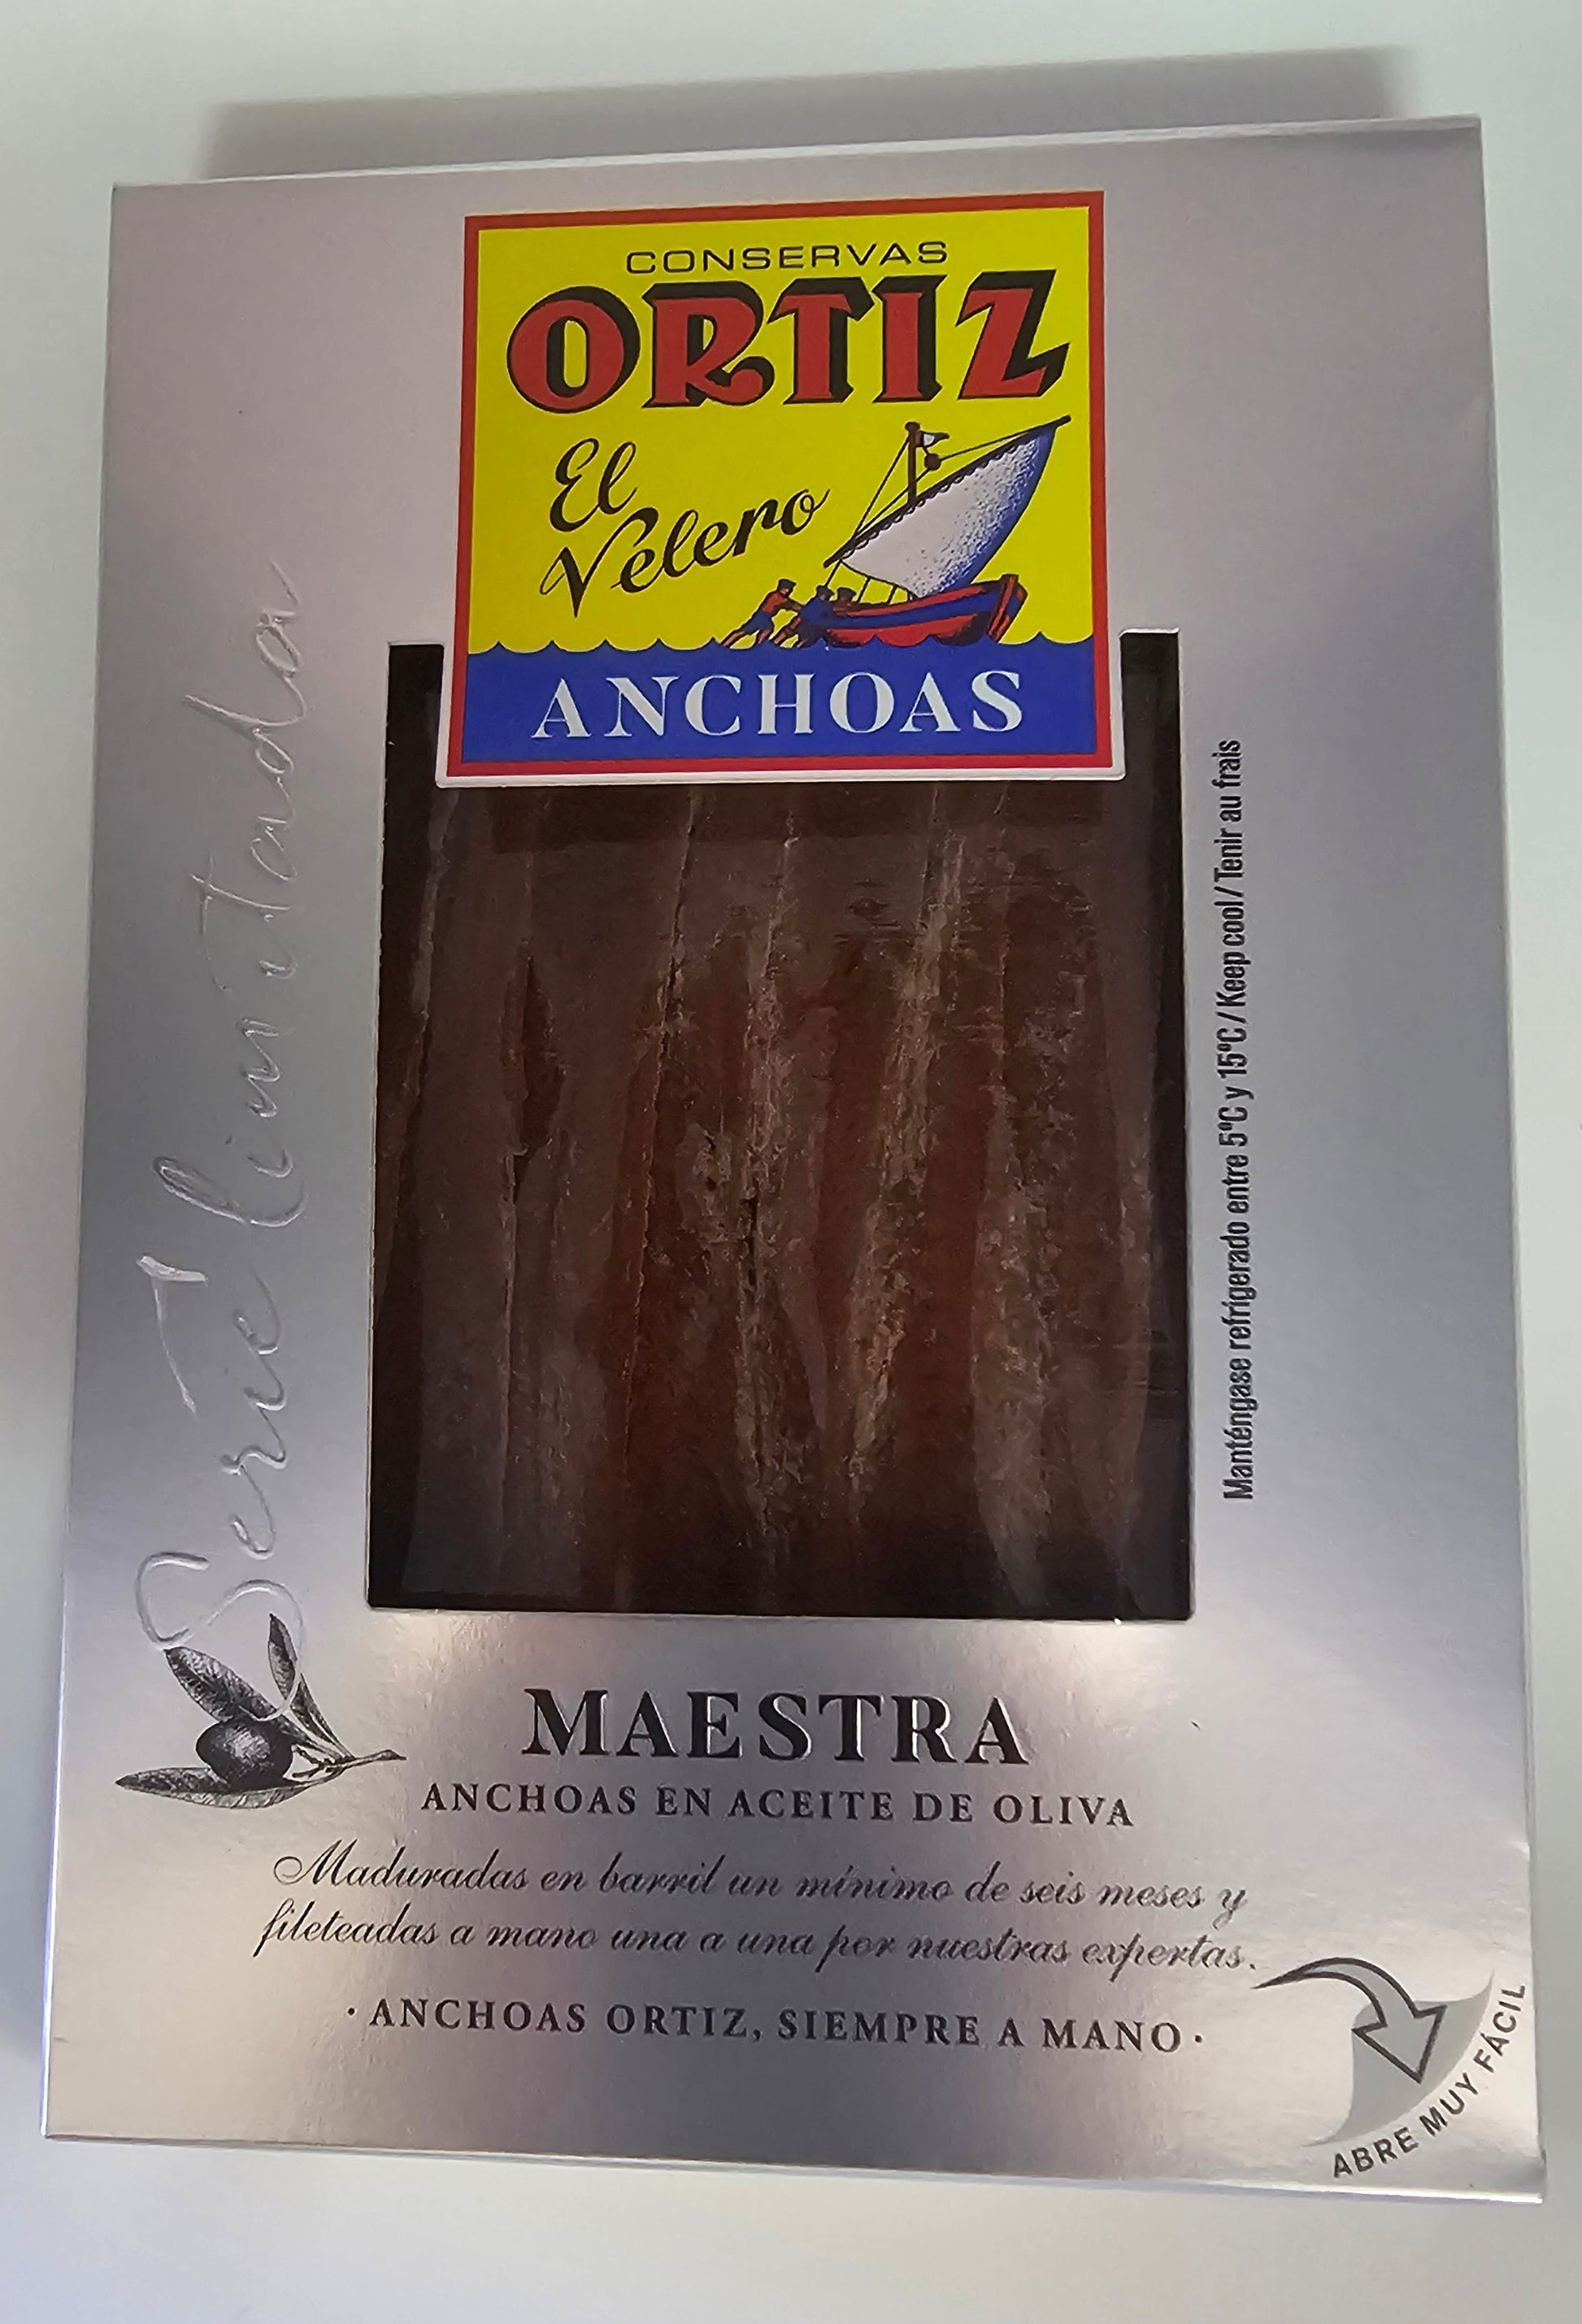 CONSERVAS
ORTIZ
El
Velero
ANCHOAS
Serie limitada
Manténgase refrigerado entre 5ºC y 15ºC / Keep cool / Tenir au frais
MAESTRA
ANCHOAS EN ACEITE DE OLIVA
Maduradas en barril un mínimo de seis meses y
fileteadas a mano una a una por nuestras expertas.
· ANCHOAS ORTIZ, SIEMPRE A MANO ·
ABRE MUY FÁCIL